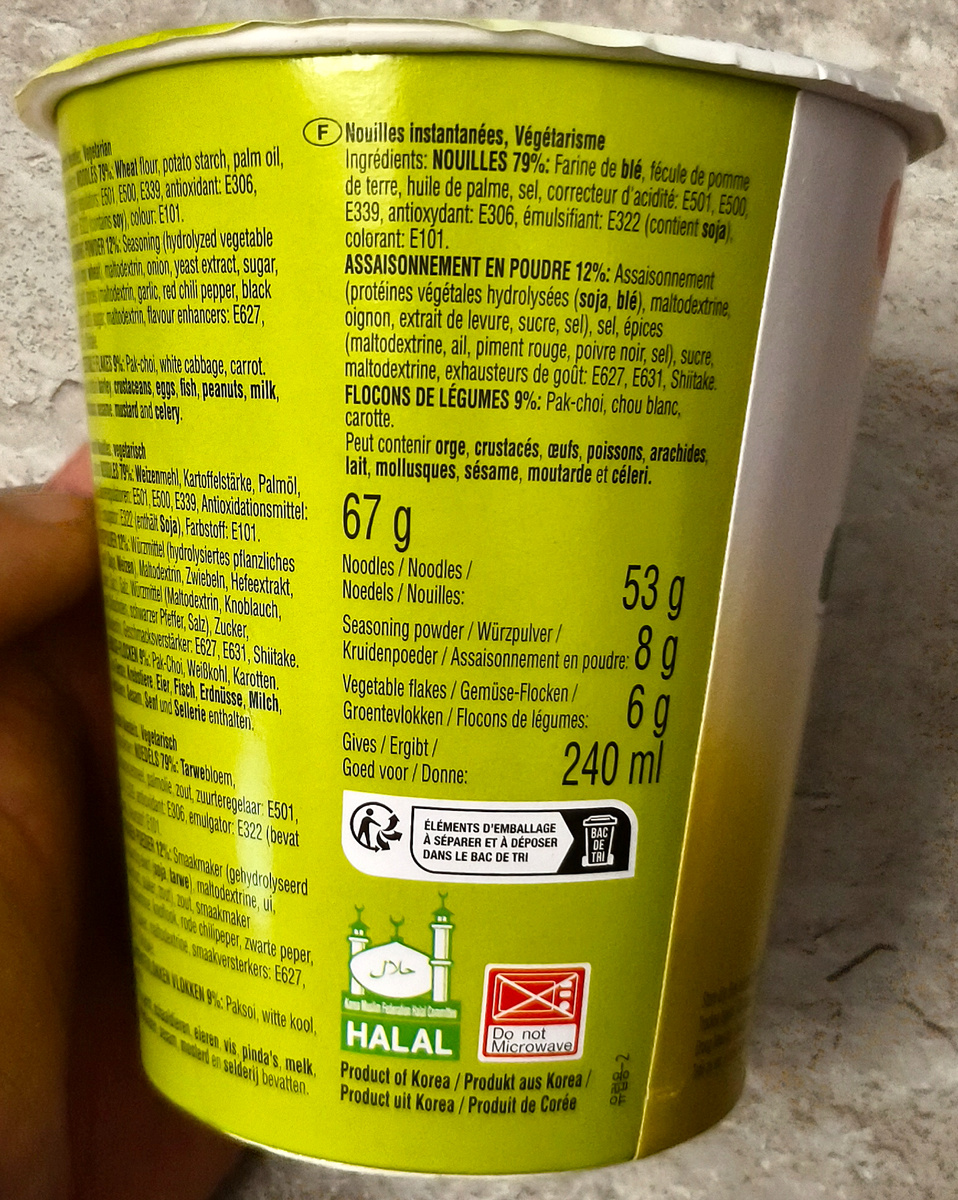 Vegetarian
79%: Wheat flour, potato starch, palm oil,
E501, E500, E339, antioxidant: E306,
soy), colour: E101.
12%: Seasoning (hydrolyzed vegetable
maltodextrin, onion, yeast extract, sugar,
garlic, red chili pepper, black
maltodextrin, flavour enhancers: E627,
9%: Pak-choi, white cabbage, carrot.
crustaceans, eggs, fish, peanuts, milk,
mustard and celery.
vegetarisch
79%: Weizenmehl, Kartoffelstärke, Palmöl,
E501, E500, E339, Antioxidationsmittel:
E322 (enthält Soja), Farbstoff: E101.
12%: Würzmittel (hydrolysiertes pflanzliches
Weizen), Maltodextrin, Zwiebeln, Hefeextrakt,
Salz, Würzmittel (Maltodextrin, Knoblauch,
schwarzer Pfeffer, Salz), Zucker,
Geschmacksverstärker: E627, E631, Shiitake.
9%: Pak-Choi, Weißkohl, Karotten.
Eier, Fisch, Erdnüsse, Milch,
Senf und Sellerie enthalten.
Vegetarisch
79%: Tarwebloem,
palmolie, zout, zuurteregelaar: E501,
E306, emulgator: E322 (bevat
12%: Smaakmaker (gehydrolyseerd
tarwe), maltodextrine, ui,
zout, smaakmaker
rode chilipeper, zwarte peper,
smaakversterkers: E627,
VLOKKEN 9%: Paksoi, witte kool,
eieren, vis, pinda's, melk,
mosterd en selderij bevatten.
F Nouilles instantanées, Végétarisme
Ingrédients: NOUILLES 79%: Farine de blé, fécule de pomme
de terre, huile de palme, sel, correcteur d'acidité: E501, E500,
E339, antioxydant: E306, émulsifiant: E322 (contient soja),
colorant: E101.
ASSAISONNEMENT EN POUDRE 12%: Assaisonnement
(protéines végétales hydrolysées (soja, blé), maltodextrine,
oignon, extrait de levure, sucre, sel), sel, épices
(maltodextrine, ail, piment rouge, poivre noir, sel), sucre,
maltodextrine, exhausteurs de goût: E627, E631, Shiitake.
FLOCONS DE LÉGUMES 9%: Pak-choi, chou blanc,
carotte.
Peut contenir orge, crustacés, œufs, poissons, arachides,
lait, mollusques, sésame, moutarde et céleri.
67 g
Noodles / Noodles /
Noedels / Nouilles: 53 g
Seasoning powder / Würzpulver /
Kruidenpoeder / Assaisonnement en poudre: 8 g
Vegetable flakes / Gemüse-Flocken /
Groentevlokken / Flocons de légumes: 6 g
Gives / Ergibt /
Goed voor / Donne: 240 ml
ÉLÉMENTS D'EMBALLAGE
À SÉPARER ET À DÉPOSER
DANS LE BAC DE TRI
BAC
DE
TRI
حلال
Korea Muslim Federation Halal Committee
HALAL
Do not
Microwave
Product of Korea / Produkt aus Korea /
Product uit Korea / Produit de Corée